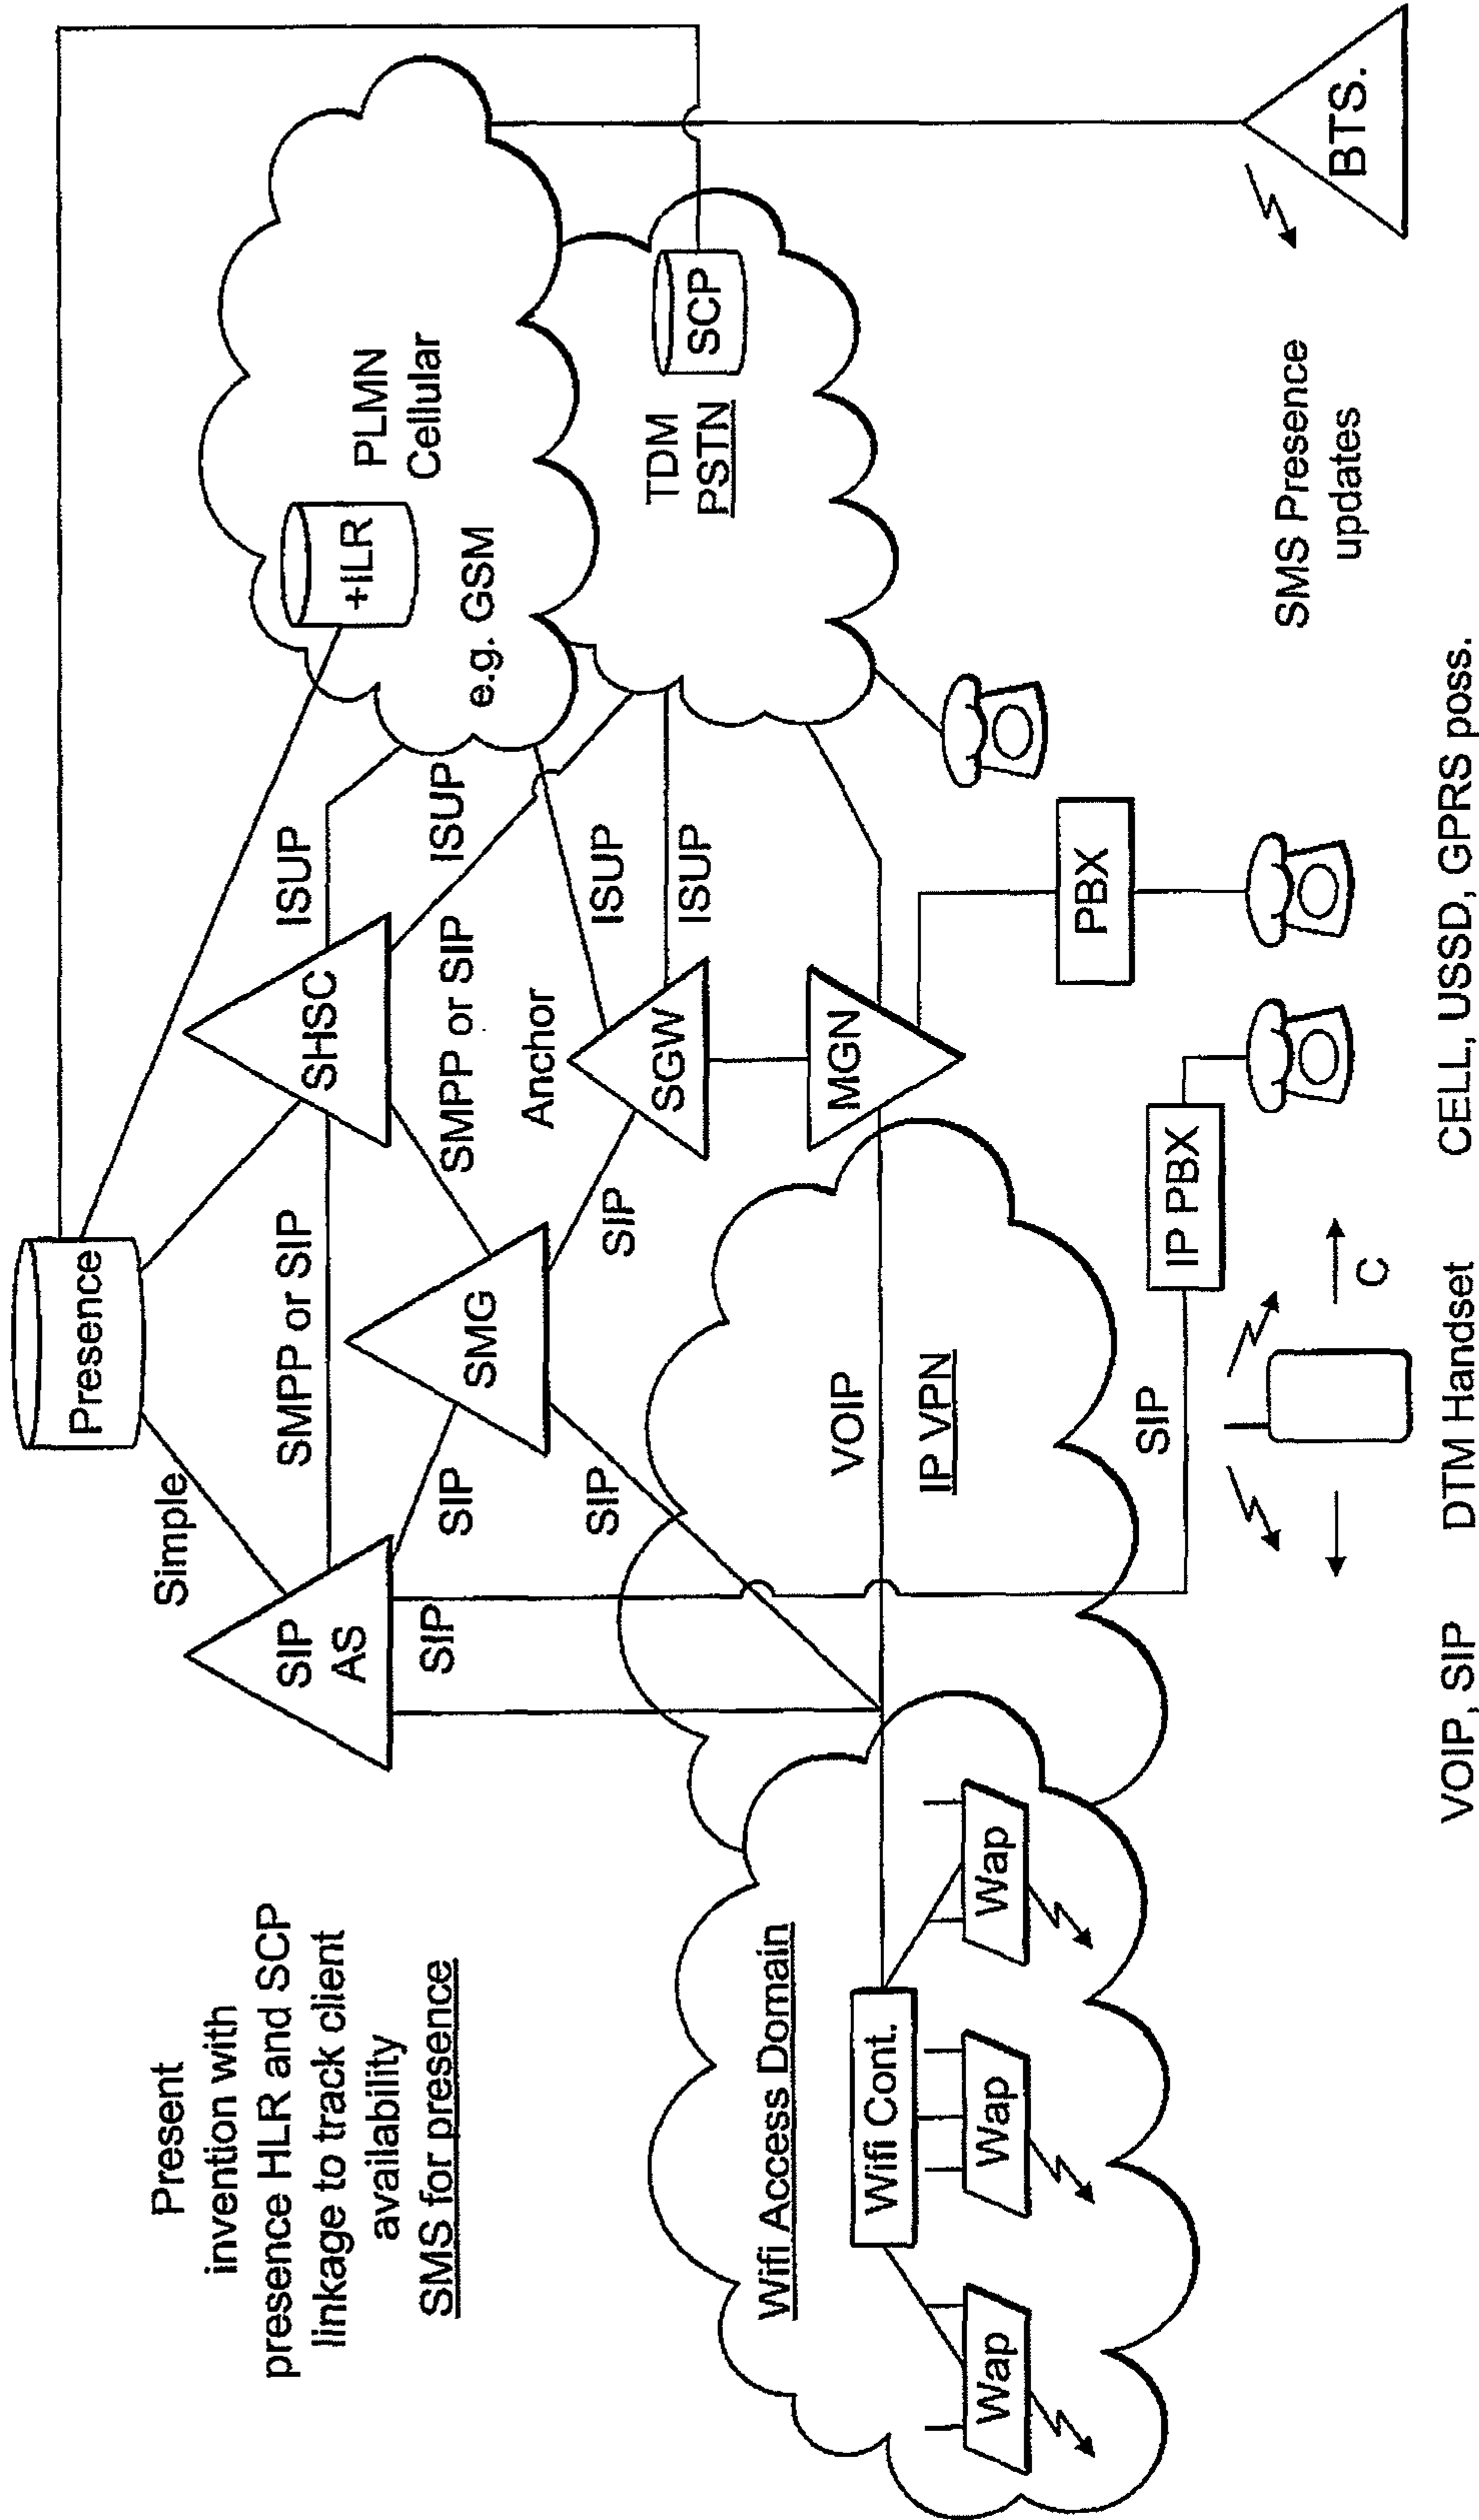 Present
invention with
presence HLR and SCP
linkage to track client
availability
SMS for presence
Presence
Simple
SIP
AS
SMPP or SIP
SHSC
ISUP
ISUP
+ILR
PLMN
Cellular
e.g. GSM
SIP
SIP
SMG
SMPP or SIP
Anchor
SIP
SIP
SGW
ISUP
ISUP
TDM
PSTN
SCP
MGN
VOIP
IP VPN
Wifi Access Domain
Wifi Cont.
Wap
Wap
Wap
PBX
IP PBX
SIP
C
SMS Presence
updates
BTS.
VOIP, SIP
DTM Handset
CELL, USSD, GPRS poss.